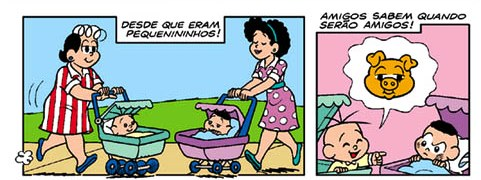 DESDE QUE ERAM
PEQUENININHOS!
AMIGOS SABEM QUANDO
SERÃO AMIGOS!